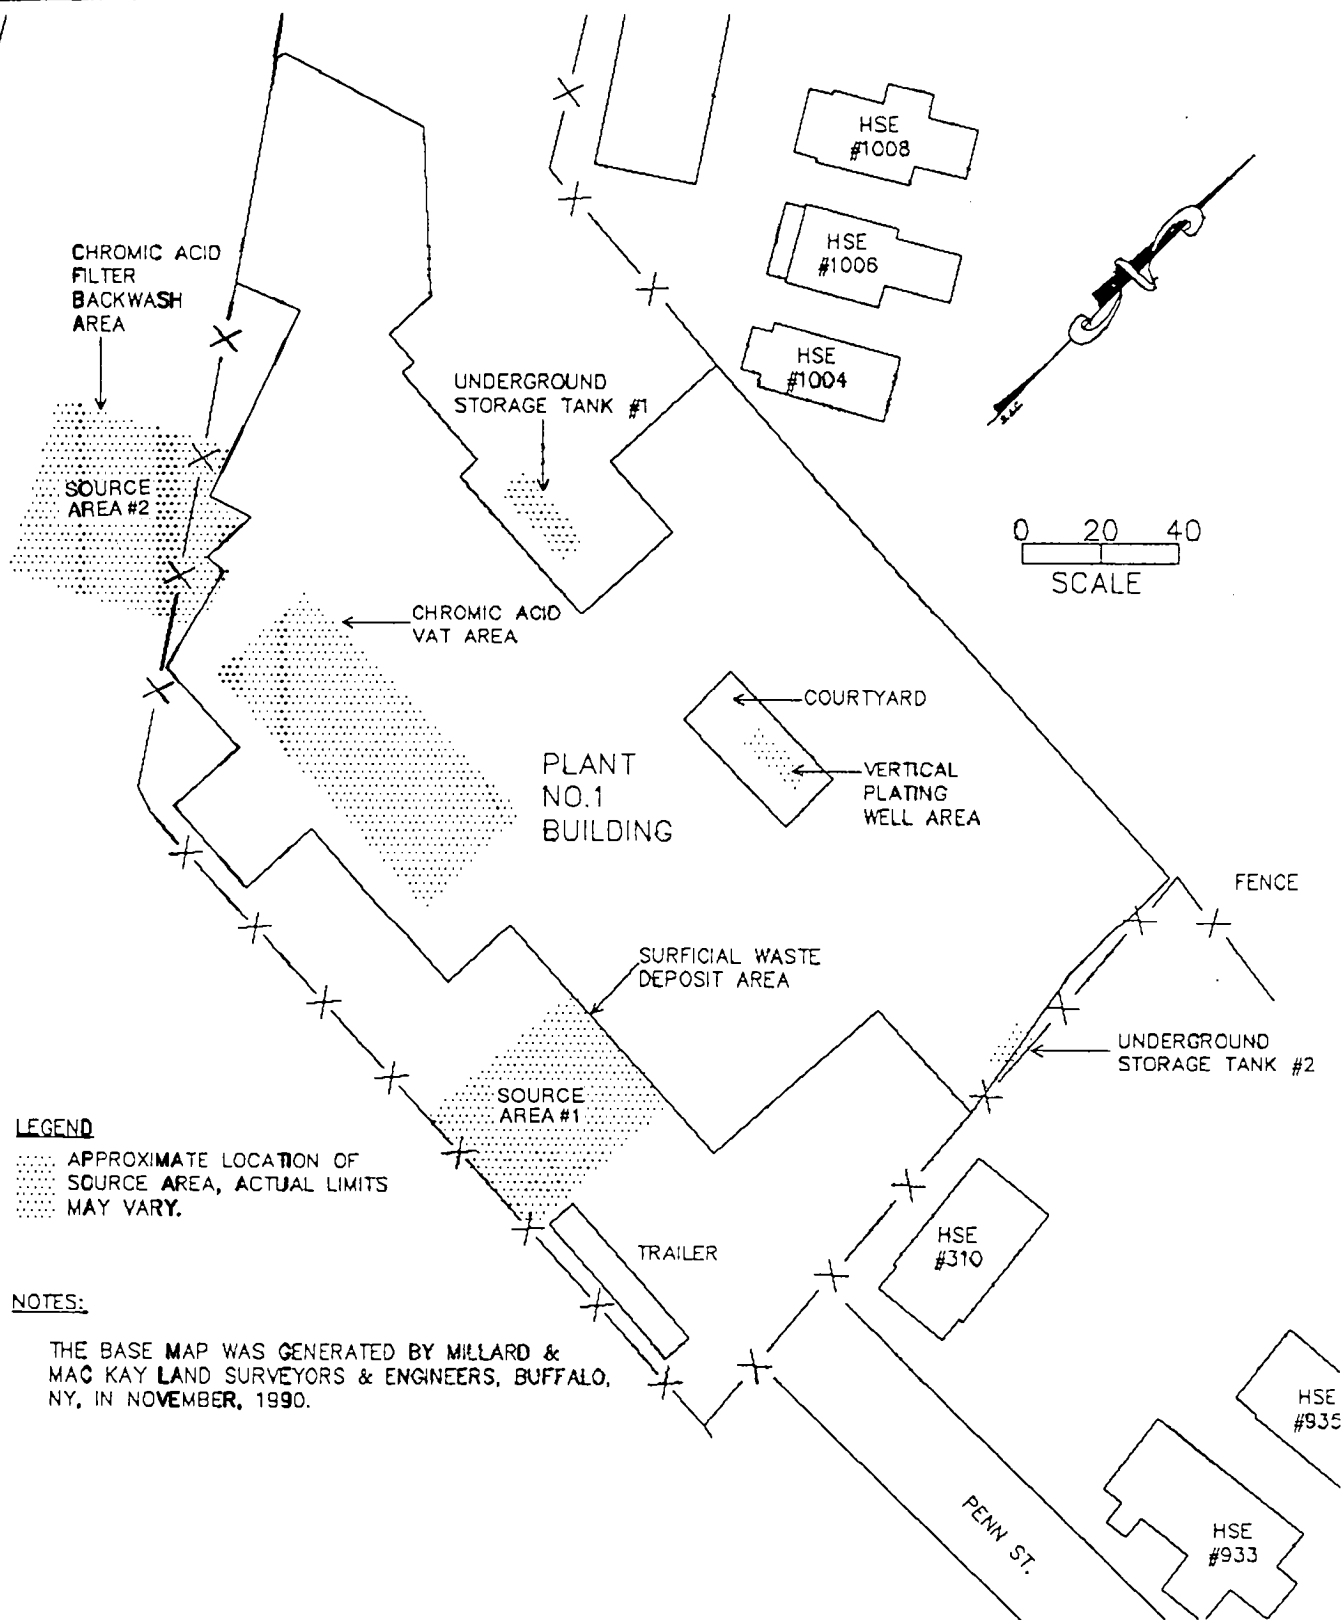 HSE
#1008
HSE
#1006
HSE
#1004
CHROMIC ACID
FILTER
BACKWASH
AREA
UNDERGROUND
STORAGE TANK #1
SOURCE
AREA #2
0 20 40
SCALE
CHROMIC ACID
VAT AREA
COURTYARD
PLANT
NO.1
BUILDING
VERTICAL
PLATING
WELL AREA
FENCE
SURFICIAL WASTE
DEPOSIT AREA
UNDERGROUND
STORAGE TANK #2
SOURCE
AREA #1
LEGEND
APPROXIMATE LOCATION OF
SOURCE AREA, ACTUAL LIMITS
MAY VARY.
TRAILER
HSE
#310
NOTES:
THE BASE MAP WAS GENERATED BY MILLARD &
MAC KAY LAND SURVEYORS & ENGINEERS, BUFFALO,
NY, IN NOVEMBER, 1990.
HSE
#935
PENN ST.
HSE
#933